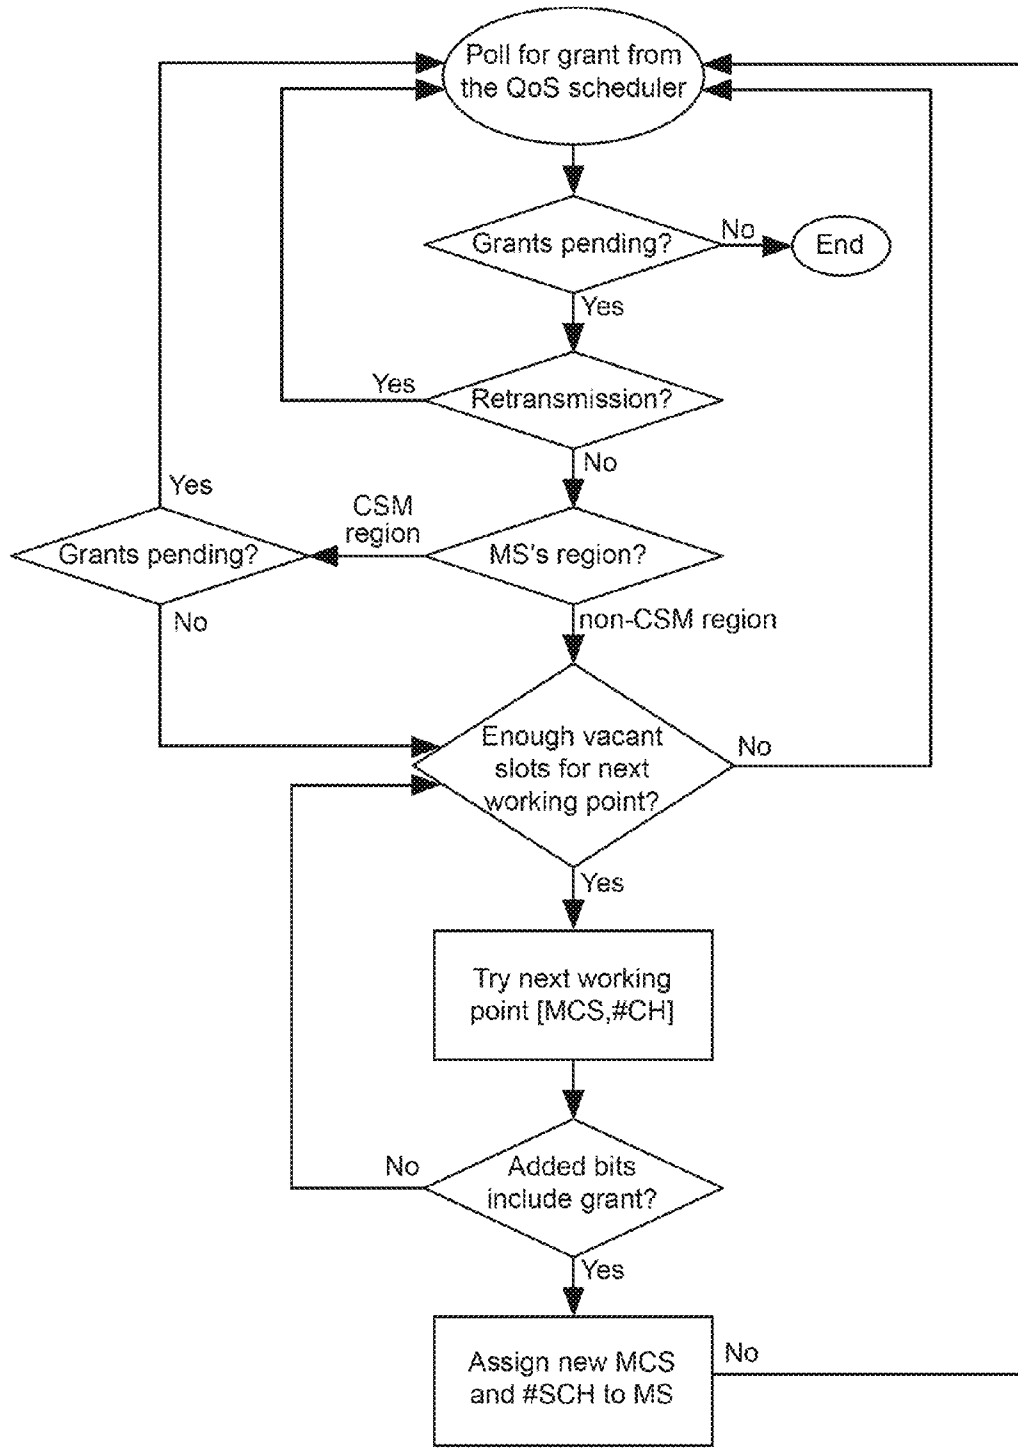 Poll for grant from
the QoS scheduler
Grants pending?
No
End
Yes
Yes
Retransmission?
No
Yes
CSM
region
Grants pending?
MS's region?
No
non-CSM region
Enough vacant
slots for next
working point?
No
Yes
Try next working
point [MCS,#CH]
No
Added bits
include grant?
Yes
Assign new MCS
and #SCH to MS
No